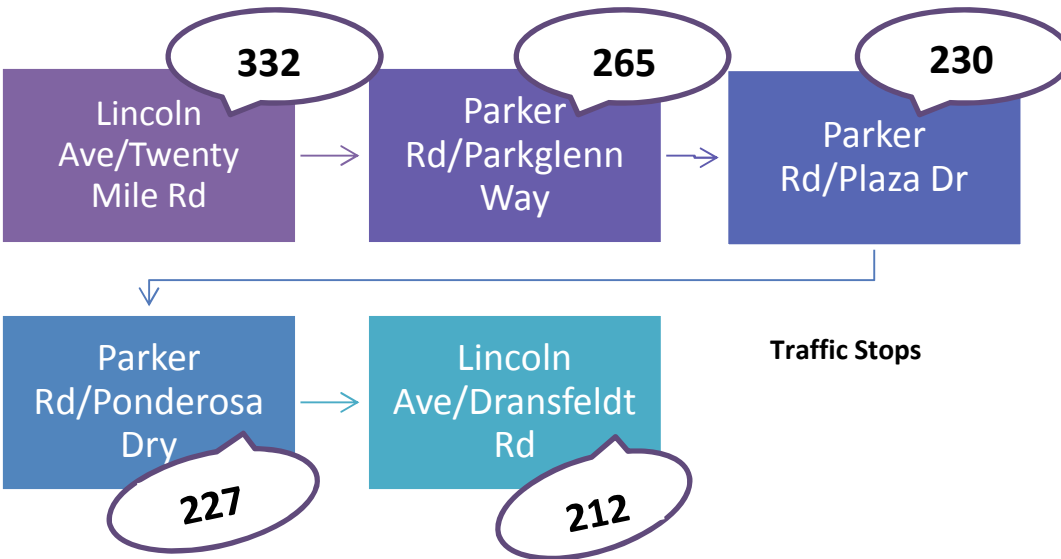 332
Lincoln
Ave/Twenty
Mile Rd
265
Parker
Rd/Parkglenn
Way
230
Parker
Rd/Plaza Dr
Parker
Rd/Ponderosa
Dry
227
Lincoln
Ave/Dransfeldt
Rd
212
Traffic Stops